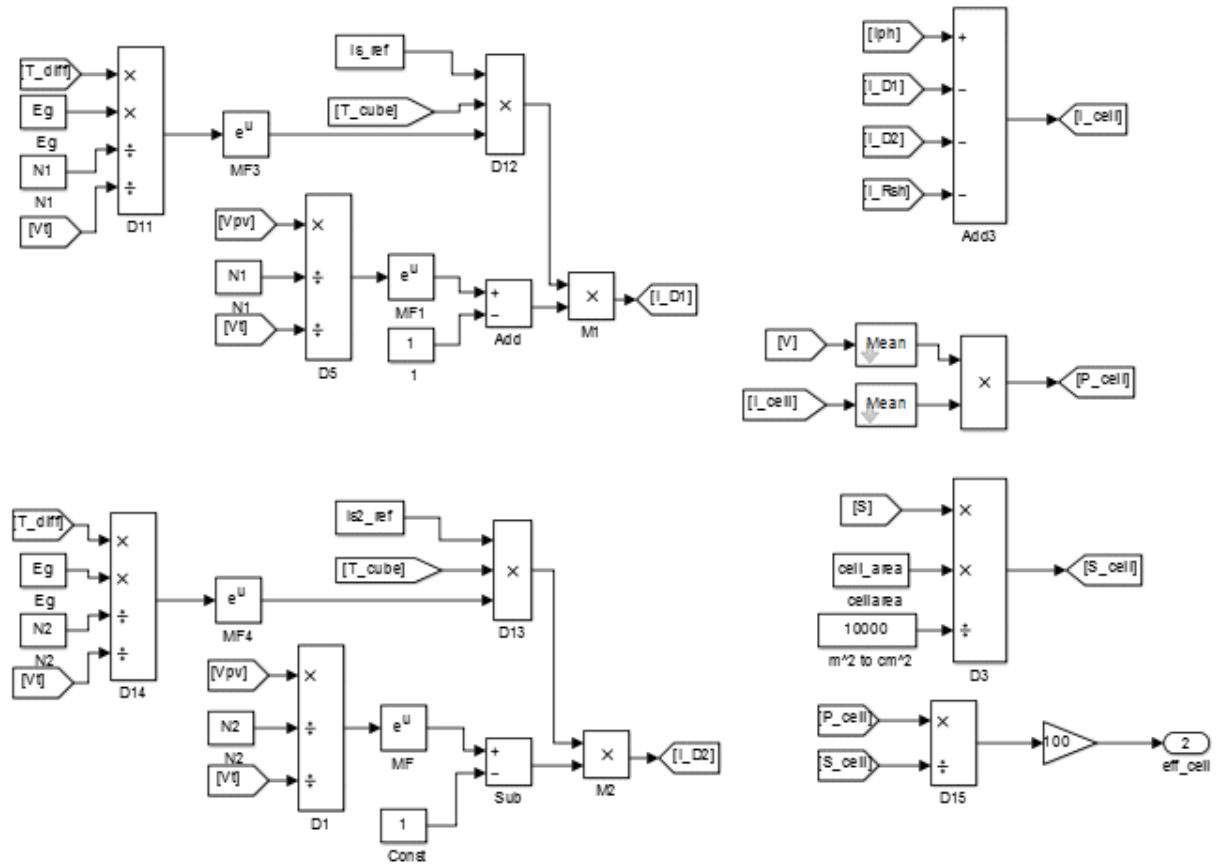 [T_diff]
Eg
Eg
N1
N1
[Vt]
×
×
÷
÷
D11
e^u
MF3
Is_ref
[T_cube]
×
D12
[Vpv]
N1
N1
[Vt]
×
÷
÷
D5
e^u
MF1
1
1
+
−
Add
×
M1
[I_D1]
[Iph]
[I_D1]
[I_D2]
[I_Rsh]
+
−
−
−
Add3
[I_cell]
[V]
Mean
[I_cell]
Mean
×
[P_cell]
[T_diff]
Eg
Eg
N2
N2
[Vt]
×
×
÷
÷
D14
e^u
MF4
Is2_ref
[T_cube]
×
D13
[Vpv]
N2
N2
[Vt]
×
÷
÷
D1
e^u
MF
1
Const
+
−
Sub
×
M2
[I_D2]
[S]
cell_area
cellarea
10000
m^2 to cm^2
×
×
÷
D3
[S_cell]
[P_cell]
[S_cell]
×
÷
D15
100
2
eff_cell